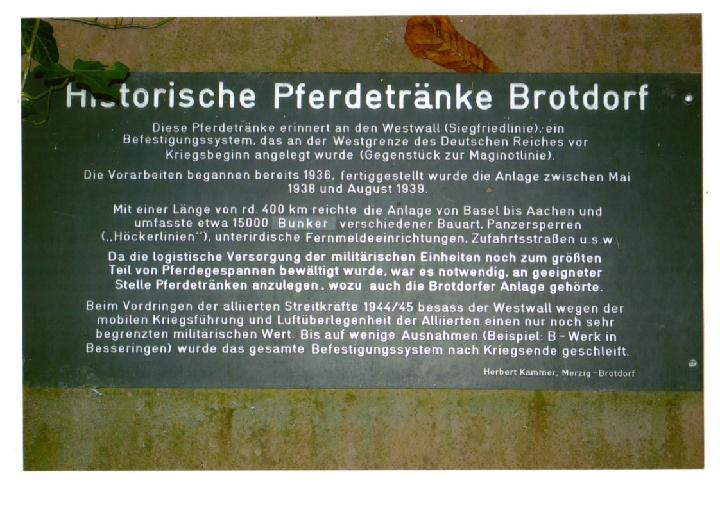 Historische Pferdetränke Brotdorf
Diese Pferdetränke erinnert an den Westwall (Siegfriedlinie), ein
Befestigungssystem, das an der Westgrenze des Deutschen Reiches vor
Kriegsbeginn angelegt wurde (Gegenstück zur Maginotlinie).
Die Vorarbeiten begannen bereits 1936, fertiggestellt wurde die Anlage zwischen Mai
1938 und August 1939.
Mit einer Länge von rd. 400 km reichte die Anlage von Basel bis Aachen und
umfasste etwa 15000 Bunker verschiedener Bauart, Panzersperren
(„Höckerlinien"), unterirdische Fernmeldeeinrichtungen, Zufahrtsstraßen u.s.w
Da die logistische Versorgung der militärischen Einheiten noch zum größten
Teil von Pferdegespannen bewältigt wurde, war es notwendig, an geeigneter
Stelle Pferdetränken anzulegen, wozu auch die Brotdorfer Anlage gehörte.
Beim Vordringen der alliierten Streitkräfte 1944/45 besass der Westwall wegen der
mobilen Kriegsführung und Luftüberlegenheit der Alliierten einen nur noch sehr
begrenzten militärischen Wert. Bis auf wenige Ausnahmen (Beispiel: B-Werk in
Besseringen) wurde das gesamte Befestigungssystem nach Kriegsende geschleift.
Herbert Kammer, Merzig-Brotdorf